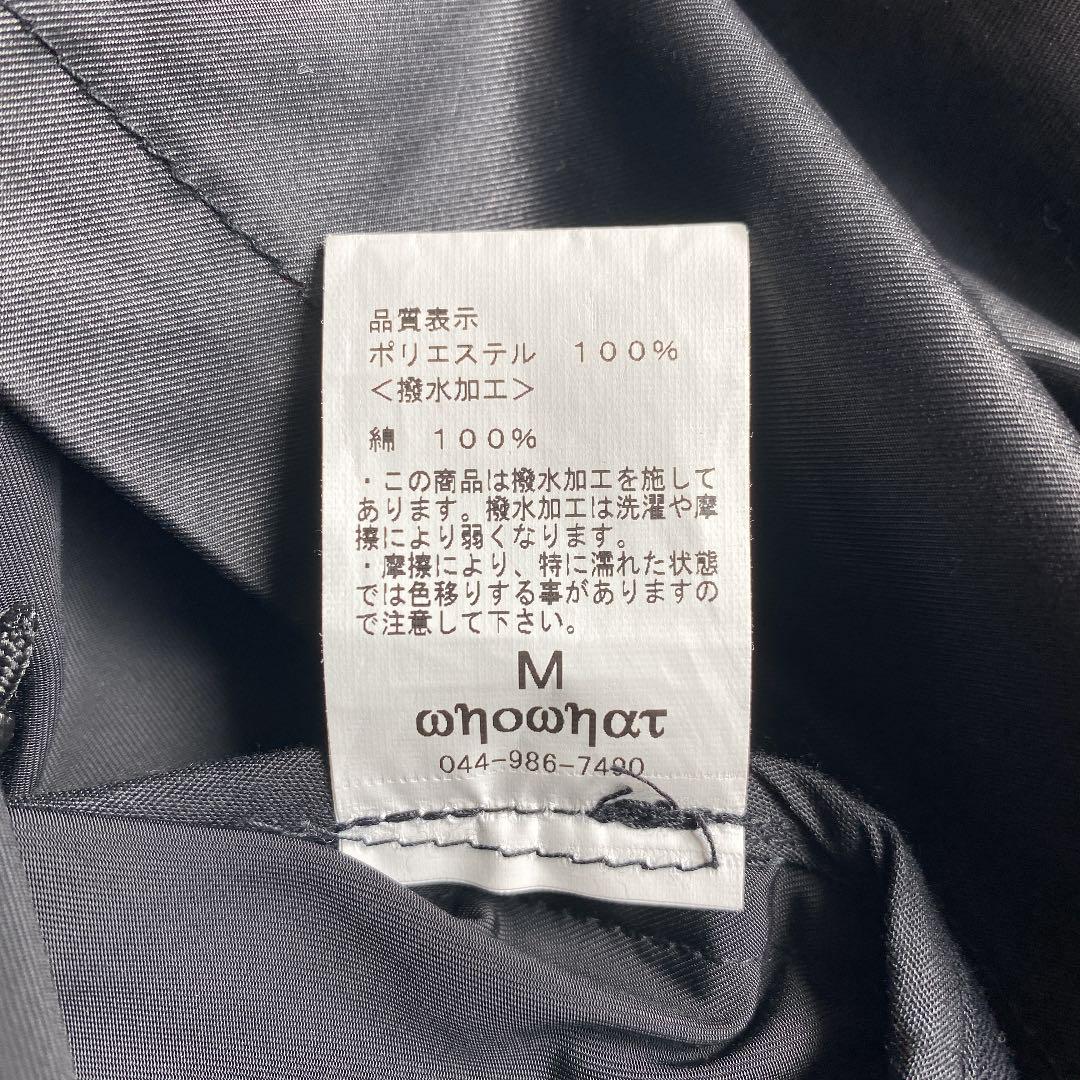 品質表示
ポリエステル　１００％
＜撥水加工＞
綿　１００％
・この商品は撥水加工を施して
あります。撥水加工は洗濯や摩
擦により弱くなります。
・摩擦により、特に濡れた状態
では色移りする事がありますの
で注意して下さい。
M
ωηοωηατ
044-986-7490